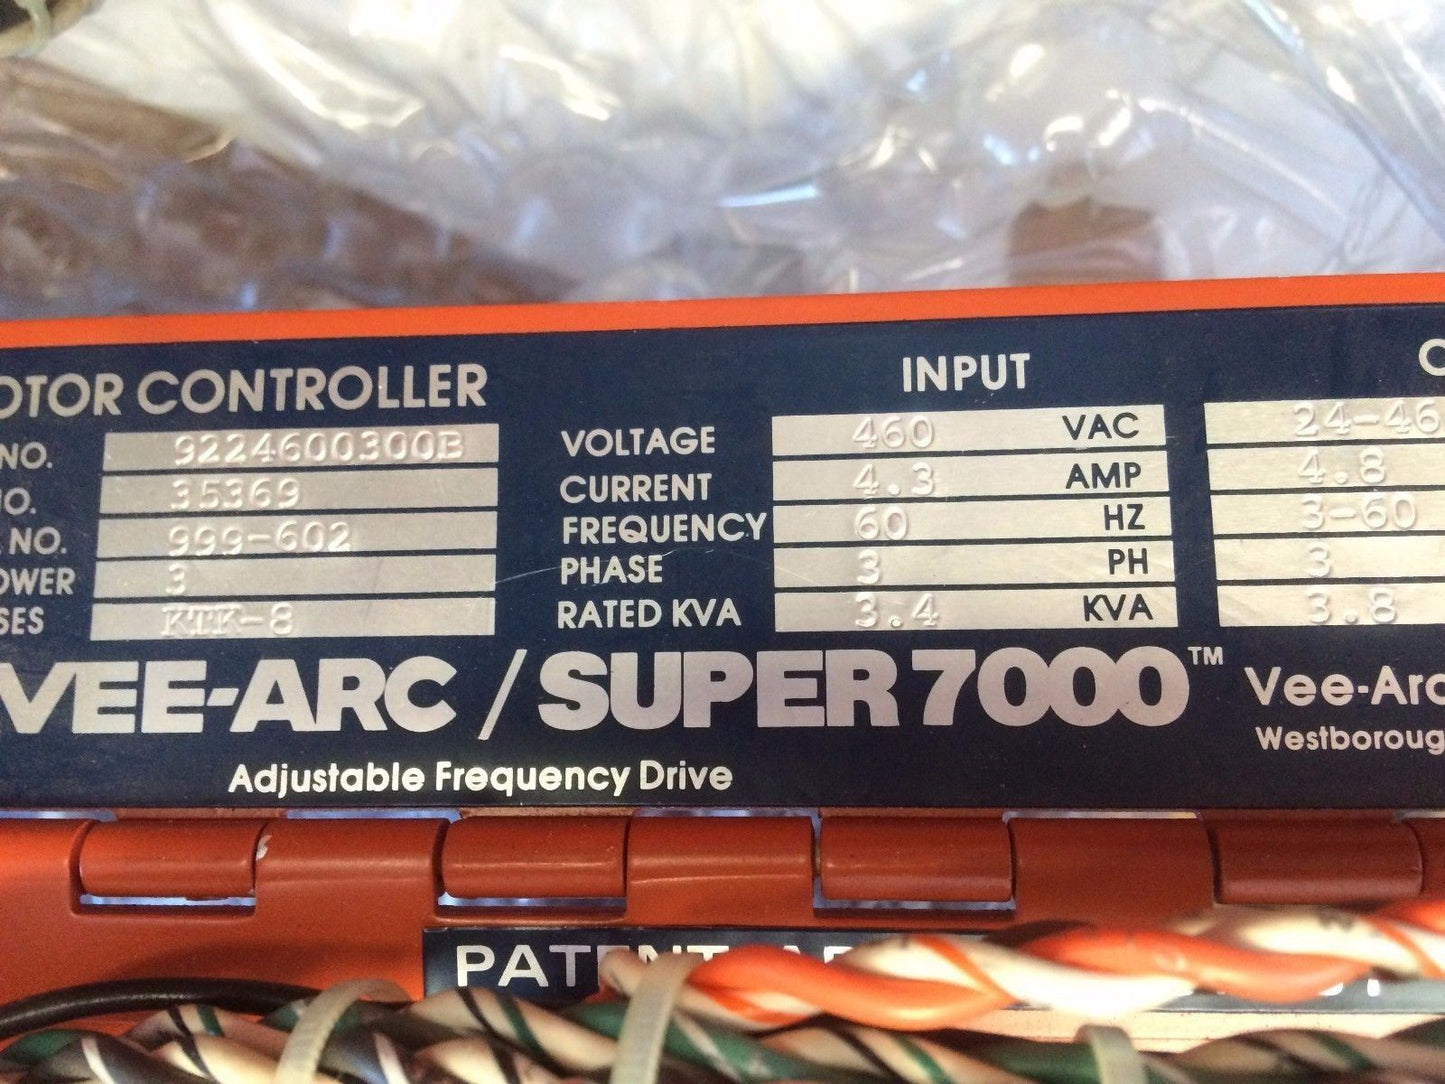 OTOR CONTROLLER INPUT
NO. 9224600300B VOLTAGE 460 VAC 24-46
NO. 35369 CURRENT 4.3 AMP 4.8
NO. 999-602 FREQUENCY 60 HZ 3-60
OWER 3 PHASE 3 PH 3
SES KTK-8 RATED KVA 3.4 KVA 3.8
VEE-ARC / SUPER 7000™ Vee-Arc
Adjustable Frequency Drive Westboroug
PATENT